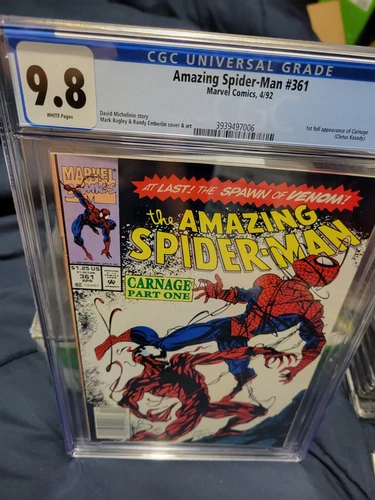 CGC UNIVERSAL GRADE
9.8
WHITE Pages
Amazing Spider-Man #361
Marvel Comics, 4/92
David Michelinie story
Mark Bagley & Randy Emberlin cover & art
3939497006
1st full appearance of Carnage
(Cletus Kasady)
MARVEL
COMICS
$1.25 US
361
APR
AT LAST! THE SPAWN OF VENOM!
the AMAZING
SPIDER-MAN
CARNAGE
PART ONE